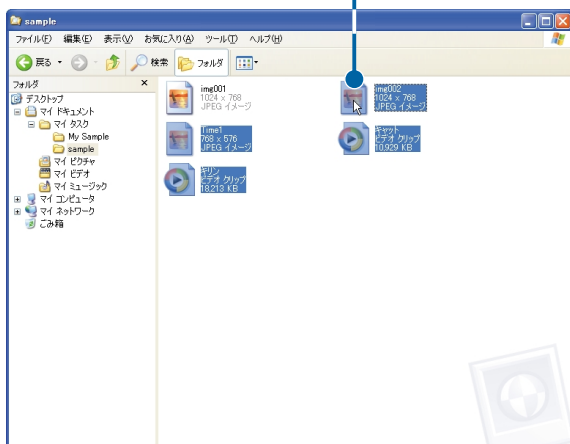 sample
ファイル(F) 編集(E) 表示(V) お気に入り(A) ツール(T) ヘルプ(H)
戻る 検索 フォルダ
フォルダ ×
デスクトップ
マイ ドキュメント
マイ タスク
My Sample
sample
マイ ピクチャ
マイ ビデオ
マイ ミュージック
マイ コンピュータ
マイ ネットワーク
ごみ箱
img001
1024 x 768
JPEG イメージ
img002
1024 x 768
JPEG イメージ
Time1
768 x 576
JPEG イメージ
キャット
ビデオ クリップ
10,929 KB
キリン
ビデオ クリップ
18,213 KB